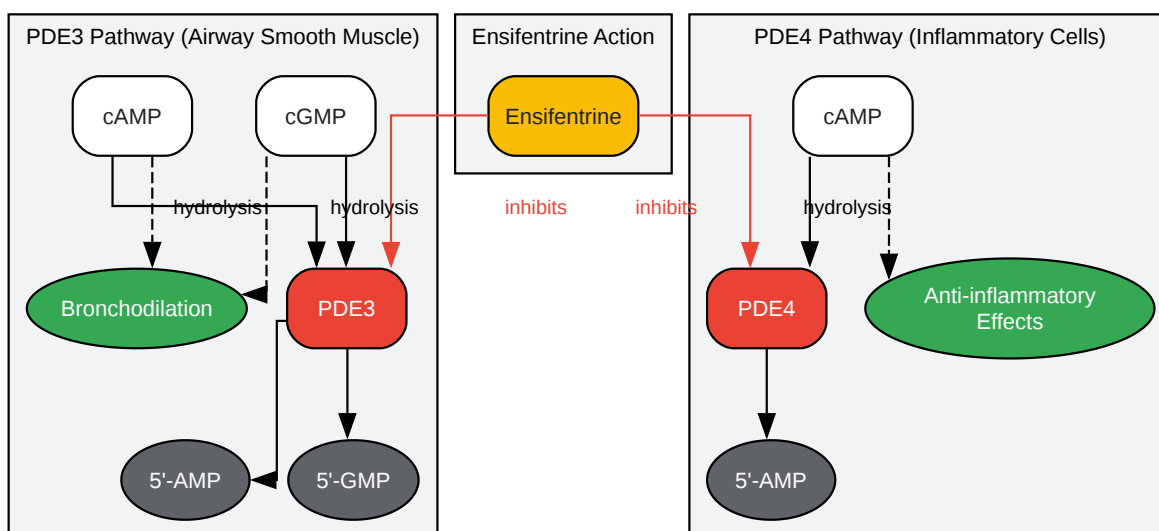 PDE3 Pathway (Airway Smooth Muscle)
Ensifentrine Action
PDE4 Pathway (Inflammatory Cells)
cAMP
cGMP
Ensifentrine
cAMP
hydrolysis
hydrolysis
inhibits
inhibits
hydrolysis
Bronchodilation
PDE3
PDE4
Anti-inflammatory
Effects
5'-AMP
5'-GMP
5'-AMP